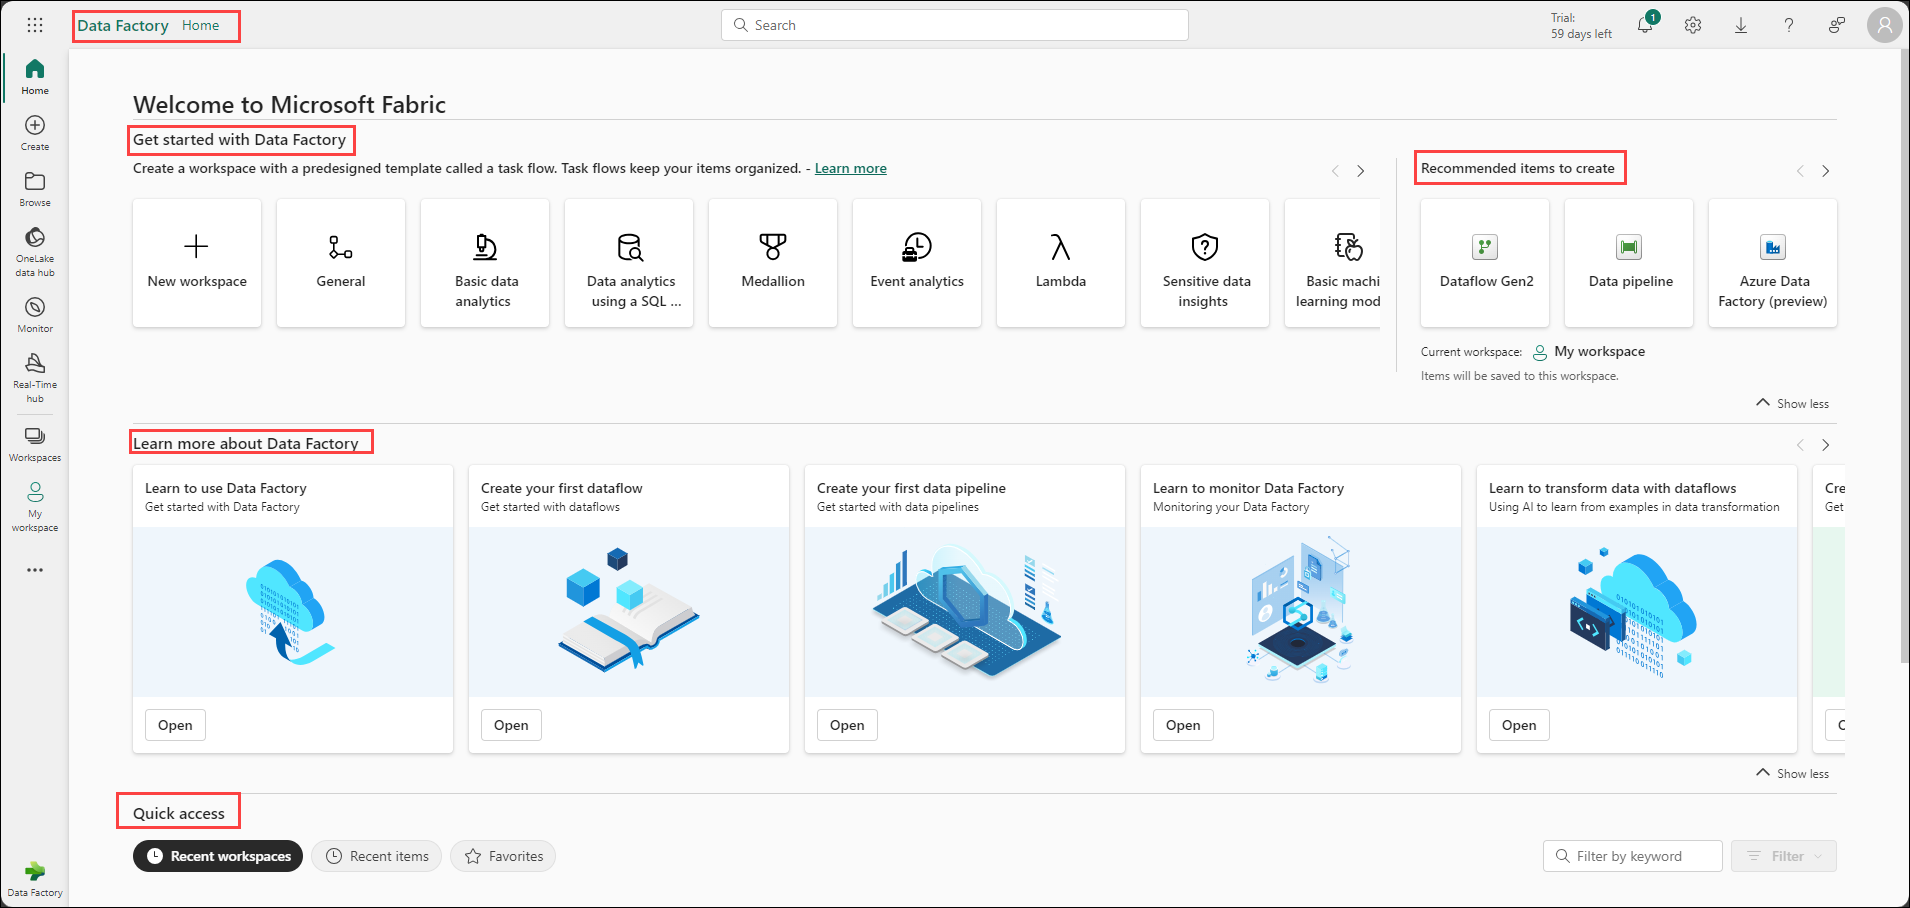 Data Factory Home
Search
Trial:
59 days left
1
Home
Create
Browse
OneLake
data hub
Monitor
Real-Time
hub
Workspaces
My
workspace
Data Factory
Welcome to Microsoft Fabric
Get started with Data Factory
Create a workspace with a predesigned template called a task flow. Task flows keep your items organized. - Learn more
New workspace
General
Basic data
analytics
Data analytics
using a SQL ...
Medallion
Event analytics
Lambda
Sensitive data
insights
Basic machi
learning mod
Recommended items to create
Dataflow Gen2
Data pipeline
Azure Data
Factory (preview)
Current workspace: My workspace
Items will be saved to this workspace.
Show less
Learn more about Data Factory
Learn to use Data Factory
Get started with Data Factory
Open
Create your first dataflow
Get started with dataflows
Open
Create your first data pipeline
Get started with data pipelines
Open
Learn to monitor Data Factory
Monitoring your Data Factory
Open
Learn to transform data with dataflows
Using AI to learn from examples in data transformation
Open
Cre
Get
Show less
Quick access
Recent workspaces
Recent items
Favorites
Filter by keyword
Filter